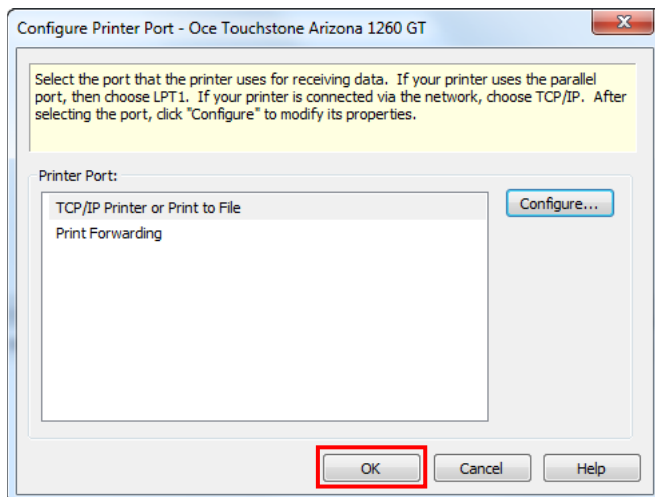 Configure Printer Port - Oce Touchstone Arizona 1260 GT
Select the port that the printer uses for receiving data. If your printer uses the parallel
port, then choose LPT1. If your printer is connected via the network, choose TCP/IP. After
selecting the port, click "Configure" to modify its properties.
Printer Port:
TCP/IP Printer or Print to File
Configure...
Print Forwarding
OK
Cancel
Help